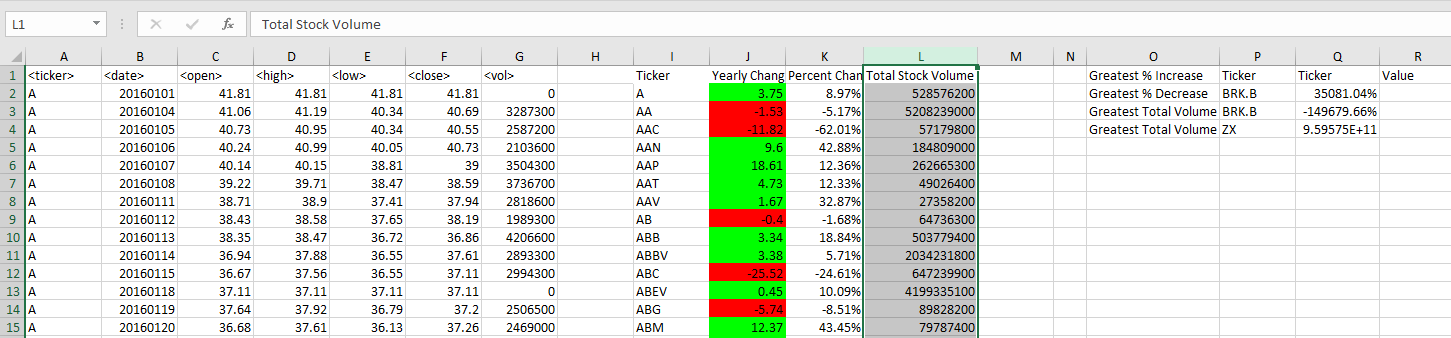 L1 fx Total Stock Volume
A B C D E F G H I J K L M N O P Q R
1 <ticker> <date> <open> <high> <low> <close> <vol> Ticker Yearly Chang Percent Chan Total Stock Volume Greatest % Increase Ticker Ticker Value
2 A 20160101 41.81 41.81 41.81 41.81 0 A 3.75 8.97% 528576200 Greatest % Decrease BRK.B 35081.04%
3 A 20160104 41.06 41.19 40.34 40.69 3287300 AA -1.53 -5.17% 5208239000 Greatest Total Volume BRK.B -149679.66%
4 A 20160105 40.73 40.95 40.34 40.55 2587200 AAC -11.82 -62.01% 57179800 Greatest Total Volume ZX 9.59575E+11
5 A 20160106 40.24 40.99 40.05 40.73 2103600 AAN 9.6 42.88% 184809000
6 A 20160107 40.14 40.15 38.81 39 3504300 AAP 18.61 12.36% 262665300
7 A 20160108 39.22 39.71 38.47 38.59 3736700 AAT 4.73 12.33% 49026400
8 A 20160111 38.71 38.9 37.41 37.94 2818600 AAV 1.67 32.87% 27358200
9 A 20160112 38.43 38.58 37.65 38.19 1989300 AB -0.4 -1.68% 64736300
10 A 20160113 38.35 38.47 36.72 36.86 4206600 ABB 3.34 18.84% 503779400
11 A 20160114 36.94 37.88 36.55 37.61 2893300 ABBV 3.38 5.71% 2034231800
12 A 20160115 36.67 37.56 36.55 37.11 2994300 ABC -25.52 -24.61% 647239900
13 A 20160118 37.11 37.11 37.11 37.11 0 ABEV 0.45 10.09% 4199335100
14 A 20160119 37.64 37.92 36.79 37.2 2506500 ABG -5.74 -8.51% 89828200
15 A 20160120 36.68 37.61 36.13 37.26 2469000 ABM 12.37 43.45% 79787400